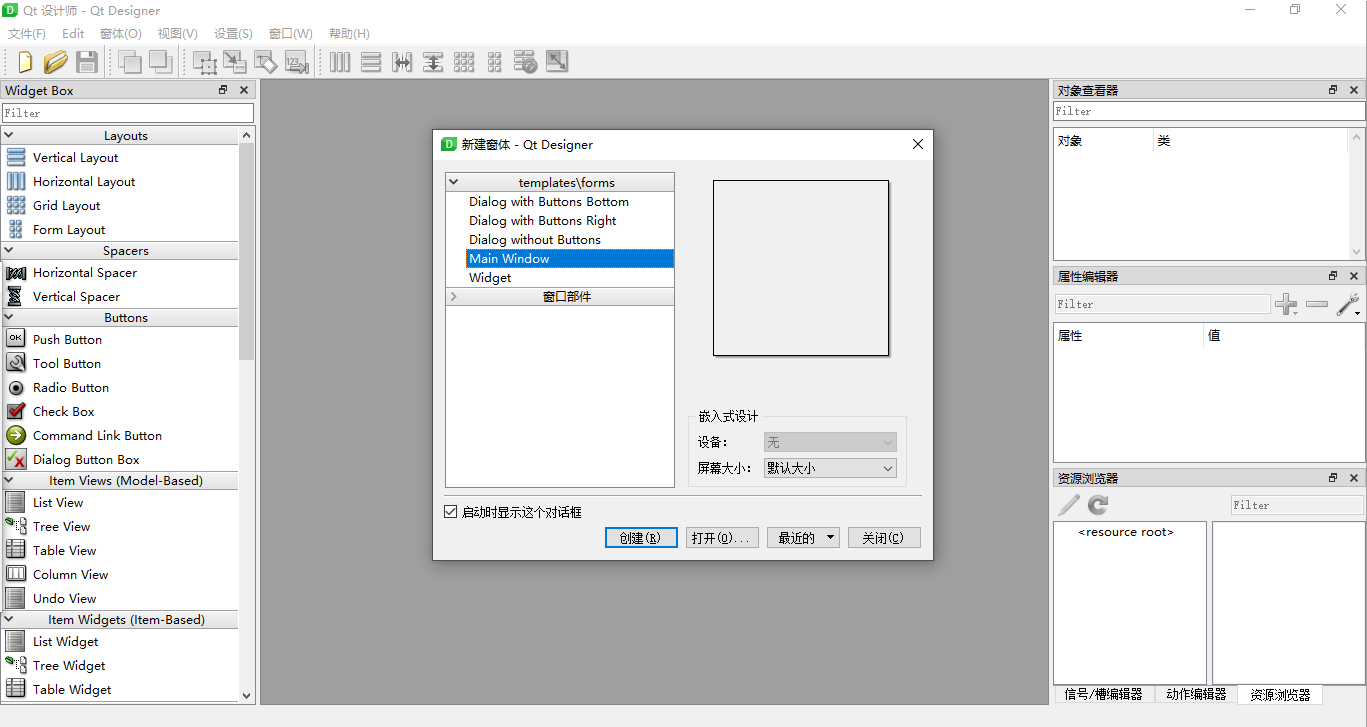 Qt 设计师 - Qt Designer
文件(F) Edit 窗体(O) 视图(V) 设置(S) 窗口(W) 帮助(H)
123
Widget Box
Filter
Layouts
Vertical Layout
Horizontal Layout
Grid Layout
Form Layout
Spacers
Horizontal Spacer
Vertical Spacer
Buttons
OK Push Button
Tool Button
Radio Button
Check Box
Command Link Button
Dialog Button Box
Item Views (Model-Based)
List View
Tree View
Table View
Column View
Undo View
Item Widgets (Item-Based)
List Widget
Tree Widget
Table Widget
新建窗体 - Qt Designer
templates\forms
Dialog with Buttons Bottom
Dialog with Buttons Right
Dialog without Buttons
Main Window
Widget
窗口部件
嵌入式设计
设备: 无
屏幕大小: 默认大小
启动时显示这个对话框
创建(R) 打开(O)... 最近的 关闭(C)
对象查看器
Filter
对象 类
属性编辑器
Filter
属性 值
资源浏览器
Filter
<resource root>
信号/槽编辑器 动作编辑器 资源浏览器